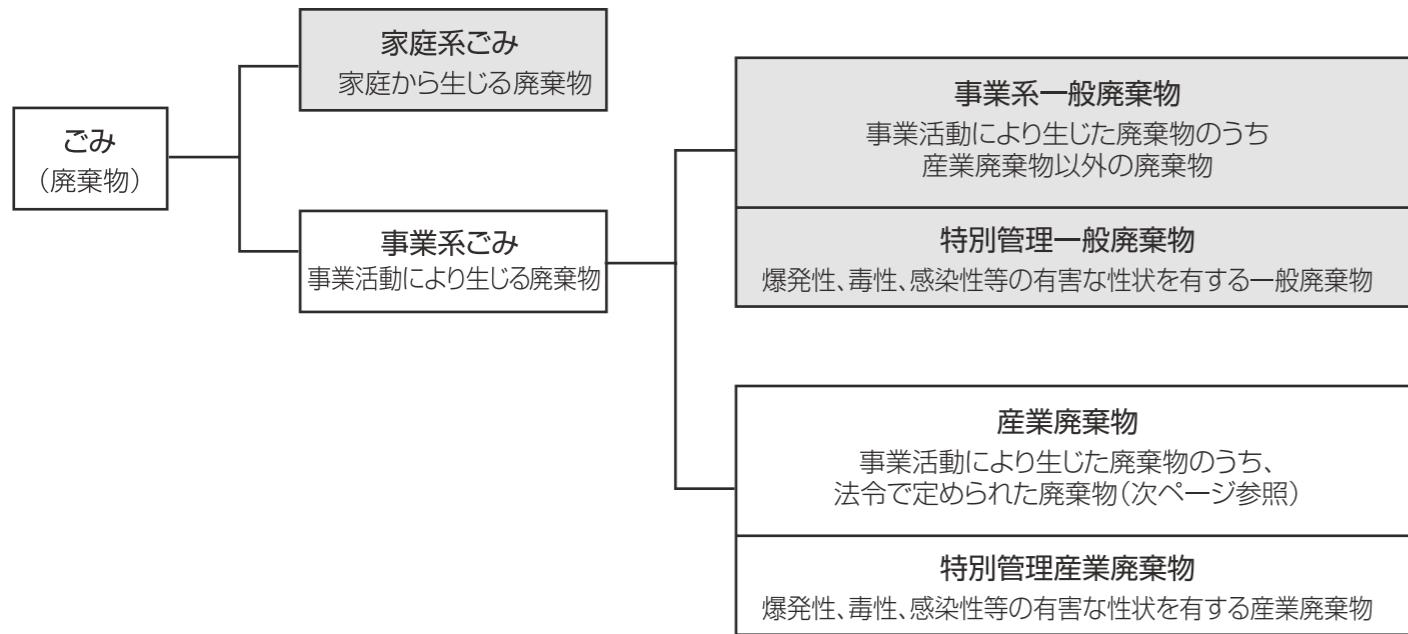 ごみ
（廃棄物）
家庭系ごみ
家庭から生じる廃棄物
事業系ごみ
事業活動により生じる廃棄物
事業系一般廃棄物
事業活動により生じた廃棄物のうち
産業廃棄物以外の廃棄物
特別管理一般廃棄物
爆発性、毒性、感染性等の有害な性状を有する一般廃棄物
産業廃棄物
事業活動により生じた廃棄物のうち、
法令で定められた廃棄物（次ページ参照）
特別管理産業廃棄物
爆発性、毒性、感染性等の有害な性状を有する産業廃棄物